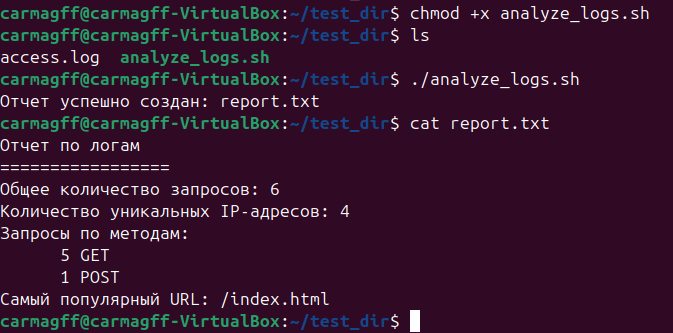 carmagff@carmagff-VirtualBox:~/test_dir$ chmod +x analyze_logs.sh
carmagff@carmagff-VirtualBox:~/test_dir$ ls
access.log  analyze_logs.sh
carmagff@carmagff-VirtualBox:~/test_dir$ ./analyze_logs.sh
Отчет успешно создан: report.txt
carmagff@carmagff-VirtualBox:~/test_dir$ cat report.txt
Отчет по логам
=================
Общее количество запросов: 6
Количество уникальных IP-адресов: 4
Запросы по методам:
      5 GET
      1 POST
Самый популярный URL: /index.html
carmagff@carmagff-VirtualBox:~/test_dir$